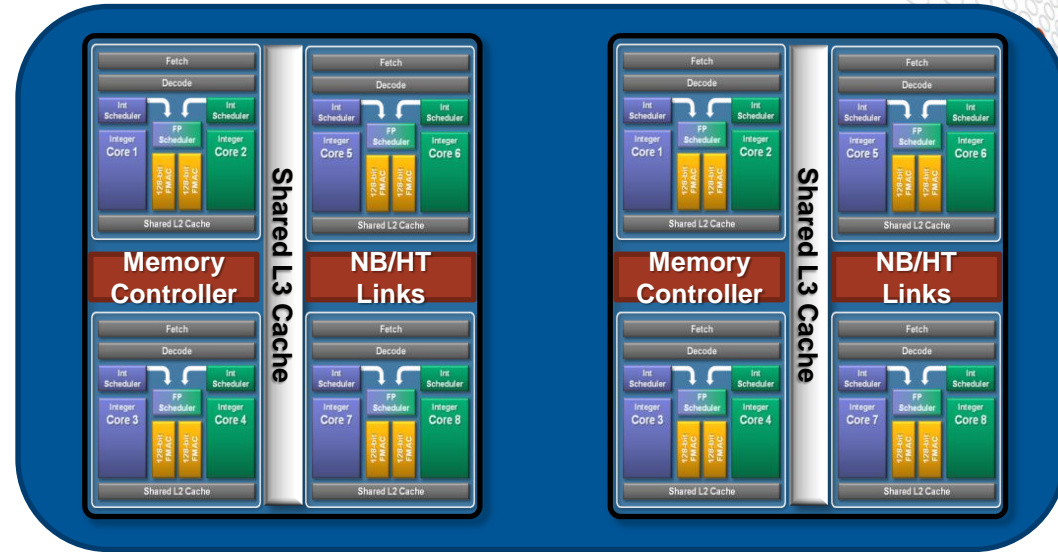 Fetch
Decode
Int
Scheduler
Int
Scheduler
FP
Scheduler
Integer
Core 1
Integer
Core 2
128-bit
FMAC
128-bit
FMAC
Shared L2 Cache
Fetch
Decode
Int
Scheduler
Int
Scheduler
FP
Scheduler
Integer
Core 5
Integer
Core 6
128-bit
FMAC
128-bit
FMAC
Shared L2 Cache
Shared L3 Cache
Memory
Controller
NB/HT
Links
Fetch
Decode
Int
Scheduler
Int
Scheduler
FP
Scheduler
Integer
Core 3
Integer
Core 4
128-bit
FMAC
128-bit
FMAC
Shared L2 Cache
Fetch
Decode
Int
Scheduler
Int
Scheduler
FP
Scheduler
Integer
Core 7
Integer
Core 8
128-bit
FMAC
128-bit
FMAC
Shared L2 Cache
Fetch
Decode
Int
Scheduler
Int
Scheduler
FP
Scheduler
Integer
Core 1
Integer
Core 2
128-bit
FMAC
128-bit
FMAC
Shared L2 Cache
Fetch
Decode
Int
Scheduler
Int
Scheduler
FP
Scheduler
Integer
Core 5
Integer
Core 6
128-bit
FMAC
128-bit
FMAC
Shared L2 Cache
Shared L3 Cache
Memory
Controller
NB/HT
Links
Fetch
Decode
Int
Scheduler
Int
Scheduler
FP
Scheduler
Integer
Core 3
Integer
Core 4
128-bit
FMAC
128-bit
FMAC
Shared L2 Cache
Fetch
Decode
Int
Scheduler
Int
Scheduler
FP
Scheduler
Integer
Core 7
Integer
Core 8
128-bit
FMAC
128-bit
FMAC
Shared L2 Cache